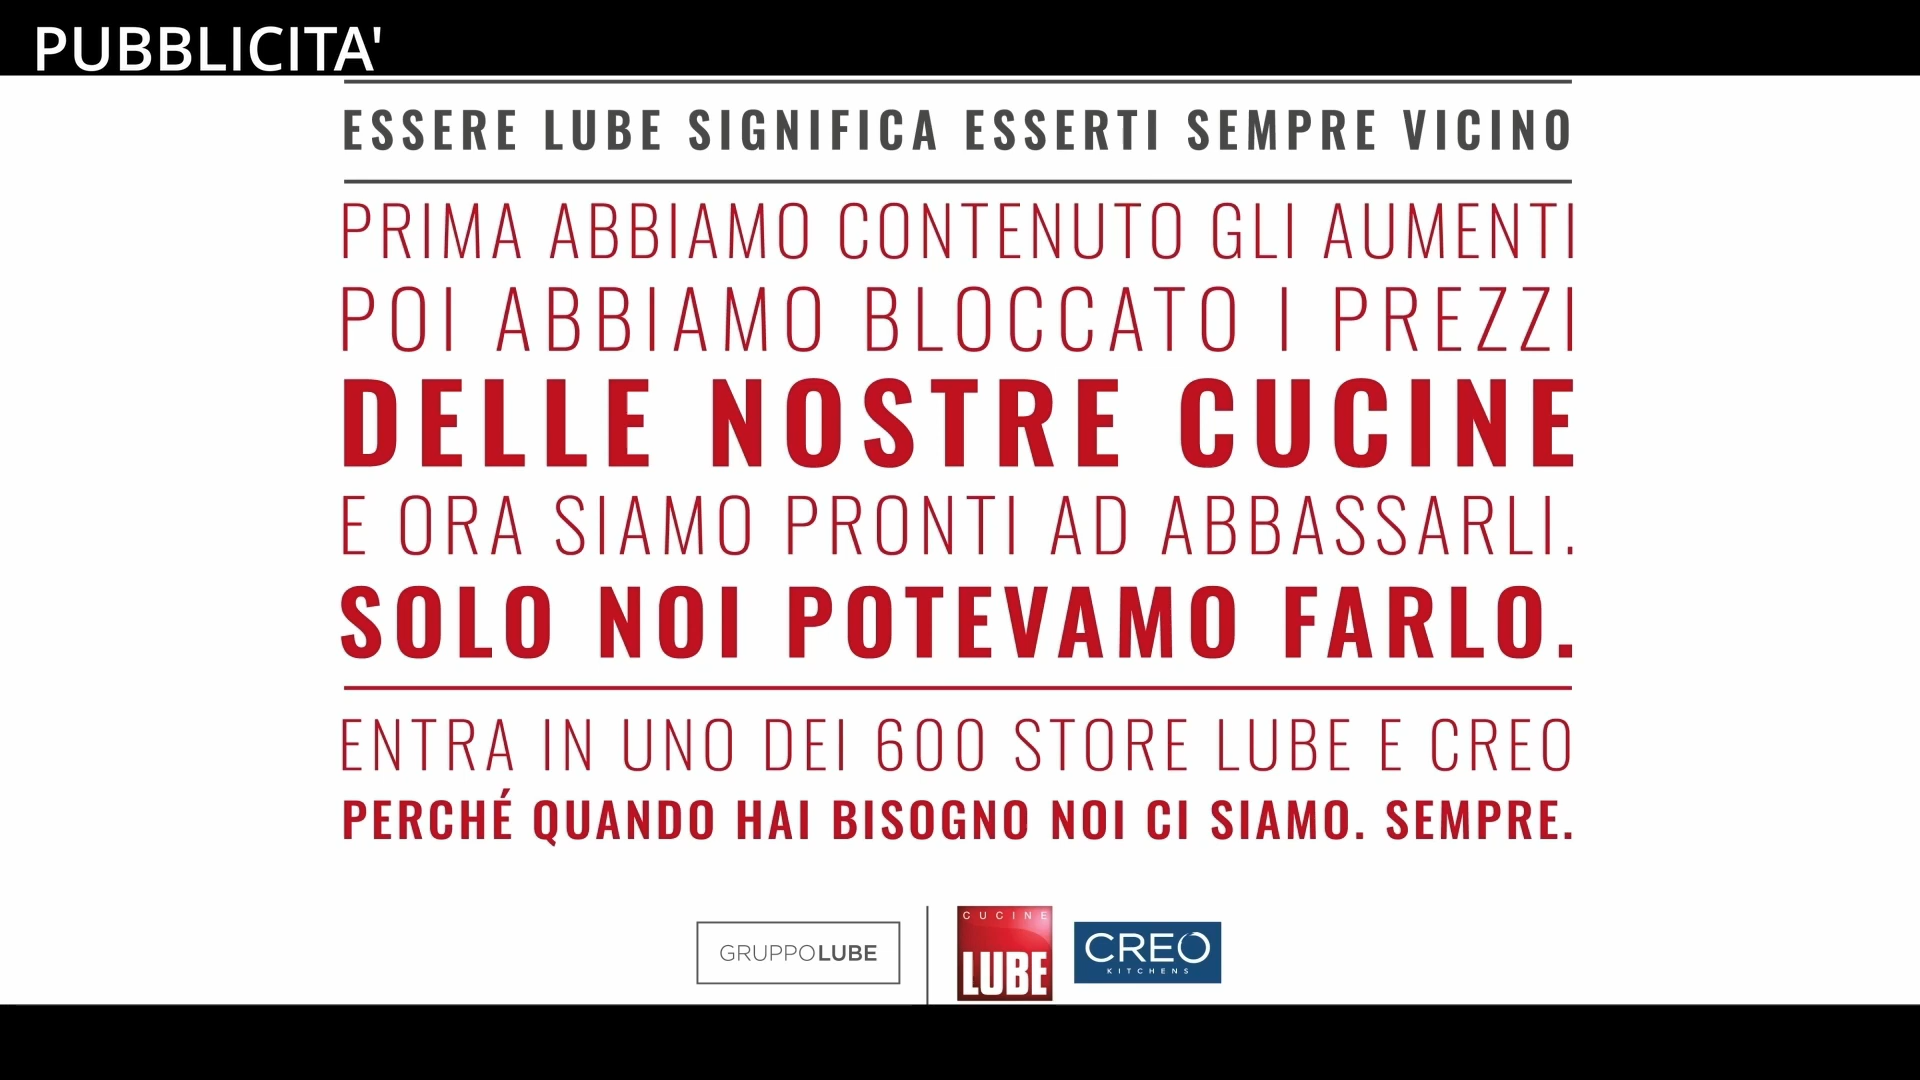 PUBBLICITA'
ESSERE LUBE SIGNIFICA ESSERTI SEMPRE VICINO
PRIMA ABBIAMO CONTENUTO GLI AUMENTI
POI ABBIAMO BLOCCATO I PREZZI
DELLE NOSTRE CUCINE
E ORA SIAMO PRONTI AD ABBASSARLI.
SOLO NOI POTEVAMO FARLO.
ENTRA IN UNO DEI 600 STORE LUBE E CREO
PERCHÉ QUANDO HAI BISOGNO NOI CI SIAMO. SEMPRE.
GRUPPOLUBE
CUCINE
LUBE
CREO
KITCHENS